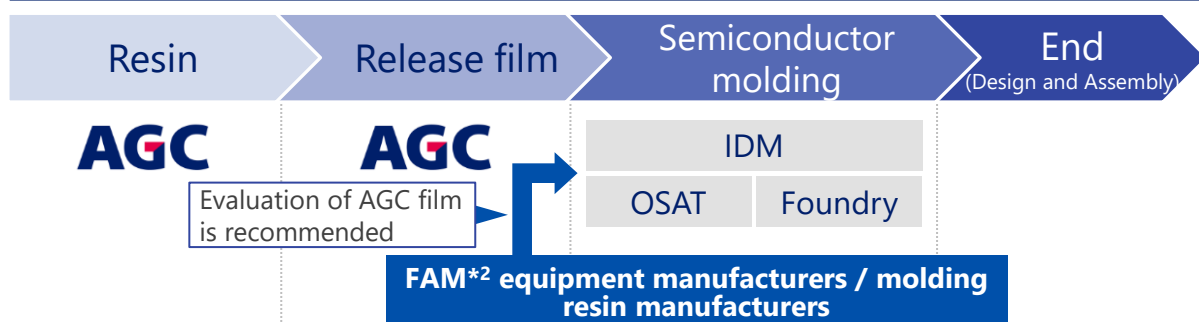 Resin
Release film
Semiconductor
molding
End
(Design and Assembly)
AGC
AGC
IDM
OSAT
Foundry
Evaluation of AGC film
is recommended
FAM*2 equipment manufacturers / molding
resin manufacturers